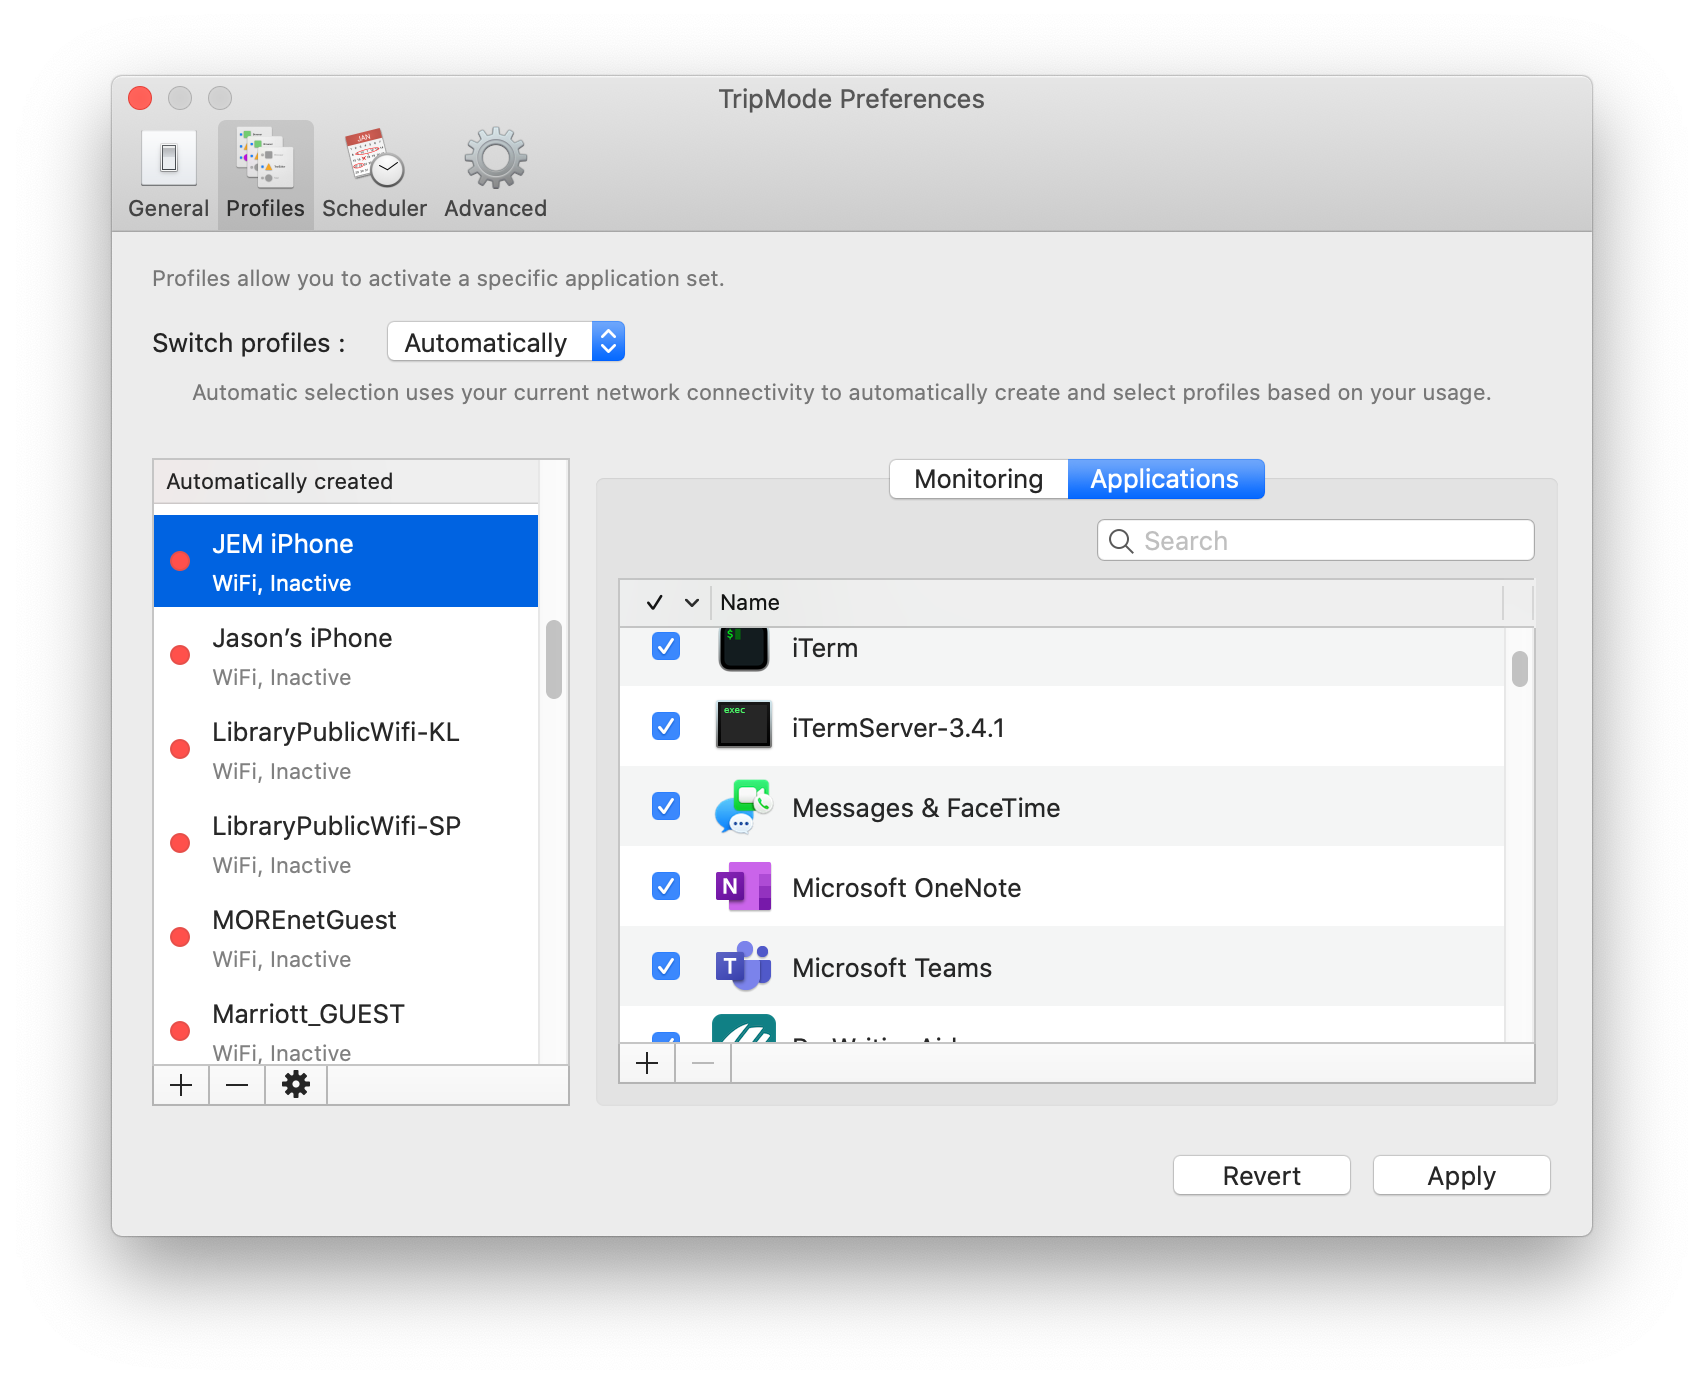 TripMode Preferences
General
Profiles
Scheduler
Advanced
Profiles allow you to activate a specific application set.
Switch profiles :
Automatically
Automatic selection uses your current network connectivity to automatically create and select profiles based on your usage.
Automatically created
JEM iPhone
WiFi, Inactive
Jason’s iPhone
WiFi, Inactive
LibraryPublicWifi-KL
WiFi, Inactive
LibraryPublicWifi-SP
WiFi, Inactive
MOREnetGuest
WiFi, Inactive
Marriott_GUEST
WiFi, Inactive
Monitoring
Applications
Search
Name
iTerm
exec
iTermServer-3.4.1
Messages & FaceTime
N
Microsoft OneNote
T
Microsoft Teams
Revert
Apply